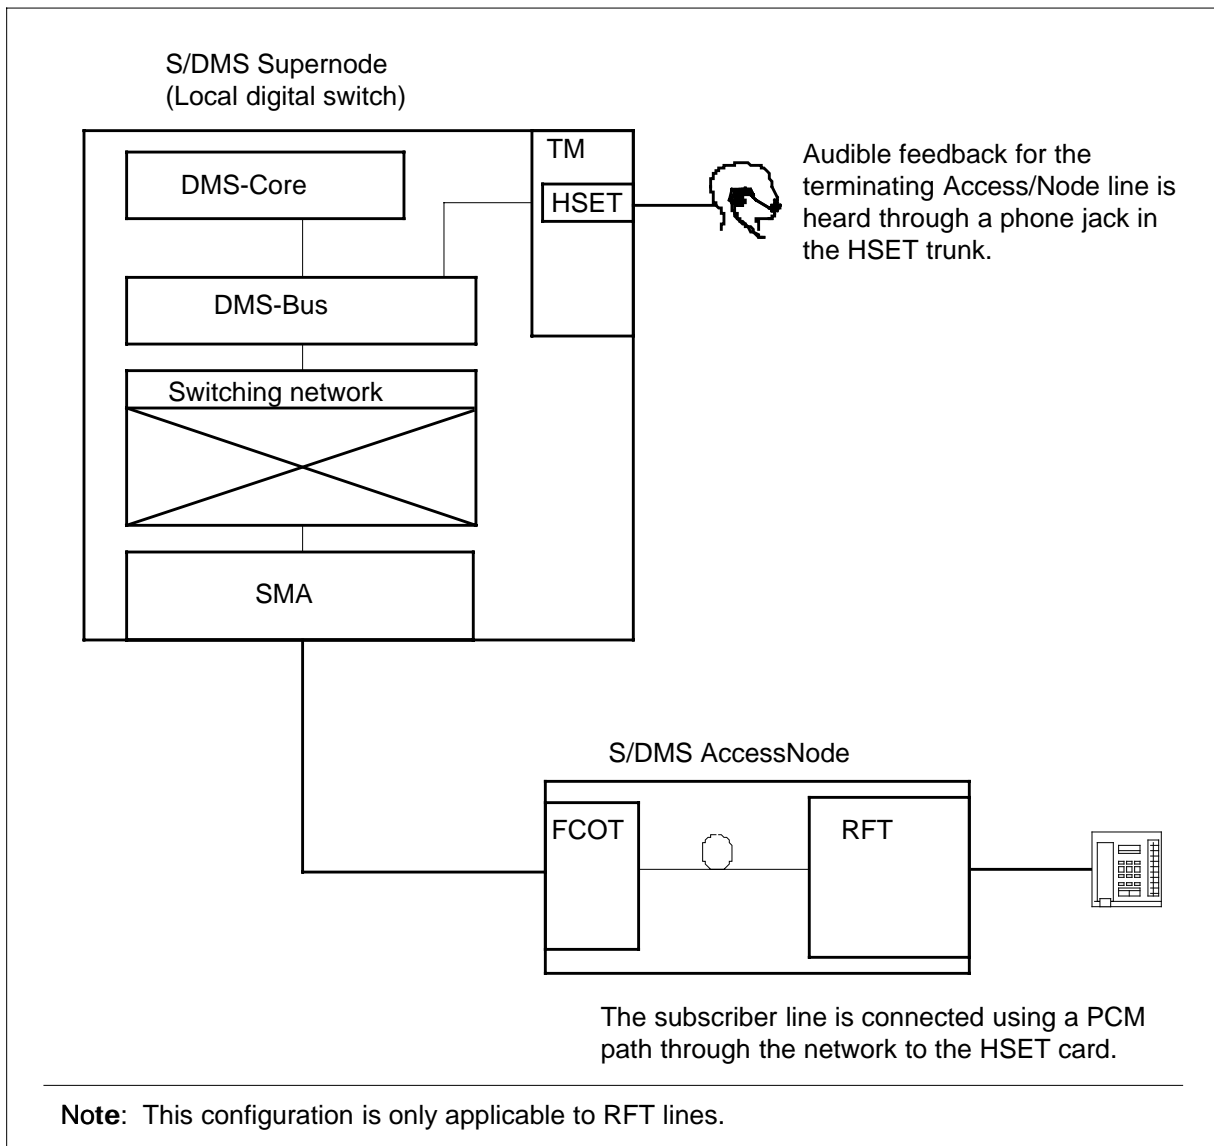 S/DMS Supernode
(Local digital switch)
TM
DMS-Core
HSET
Audible feedback for the
terminating Access/Node line is
heard through a phone jack in
the HSET trunk.
DMS-Bus
Switching network
SMA
S/DMS AccessNode
FCOT
RFT
The subscriber line is connected using a PCM
path through the network to the HSET card.
Note: This configuration is only applicable to RFT lines.